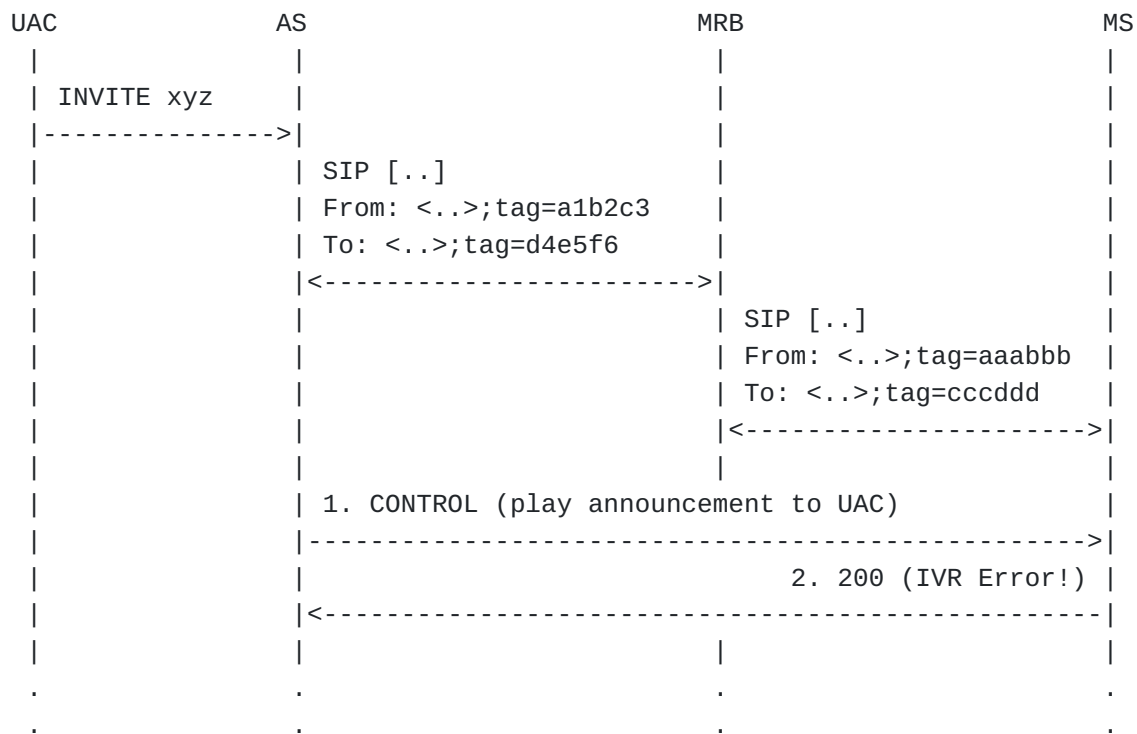 UAC AS MRB MS
INVITE xyz
SIP [..]
From: <..>;tag=a1b2c3
To: <..>;tag=d4e5f6
SIP [..]
From: <..>;tag=aaabbb
To: <..>;tag=cccddd
1. CONTROL (play announcement to UAC)
2. 200 (IVR Error!)